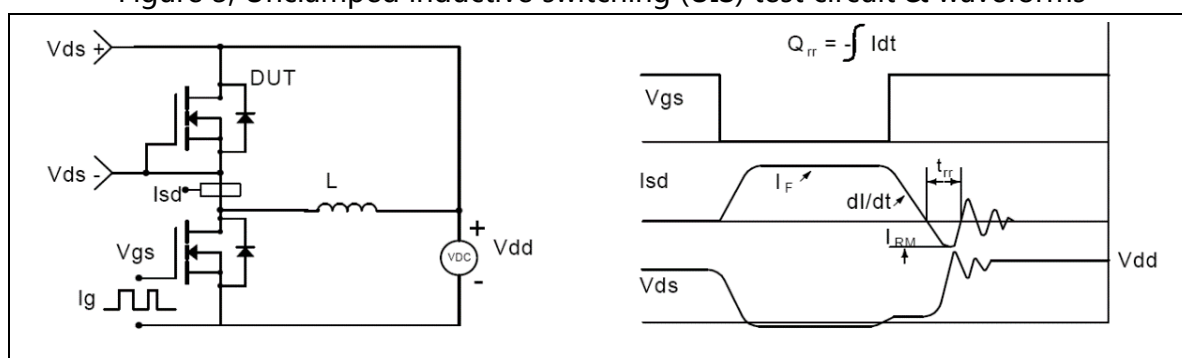 Figure 3, Unclamped inductive switching (UIS) test circuit & waveforms
Vds +
DUT
Vds -
Isd
L
Vgs
Ig
+
VDC
-
Vdd
Qrr = -∫ Idt
Vgs
Isd
IF
dI/dt
trr
IRM
Vds
Vdd